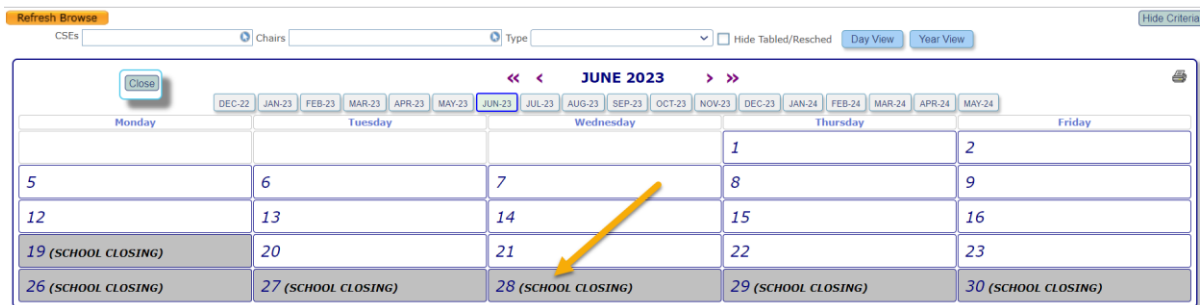 Refresh Browse
Hide Criteria
CSEs Chairs Type Hide Tabled/Resched Day View Year View
Close
« < JUNE 2023 > »
DEC-22 JAN-23 FEB-23 MAR-23 APR-23 MAY-23 JUN-23 JUL-23 AUG-23 SEP-23 OCT-23 NOV-23 DEC-23 JAN-24 FEB-24 MAR-24 APR-24 MAY-24
Monday Tuesday Wednesday Thursday Friday
1 2
5 6 7 8 9
12 13 14 15 16
19 (SCHOOL CLOSING) 20 21 22 23
26 (SCHOOL CLOSING) 27 (SCHOOL CLOSING) 28 (SCHOOL CLOSING) 29 (SCHOOL CLOSING) 30 (SCHOOL CLOSING)